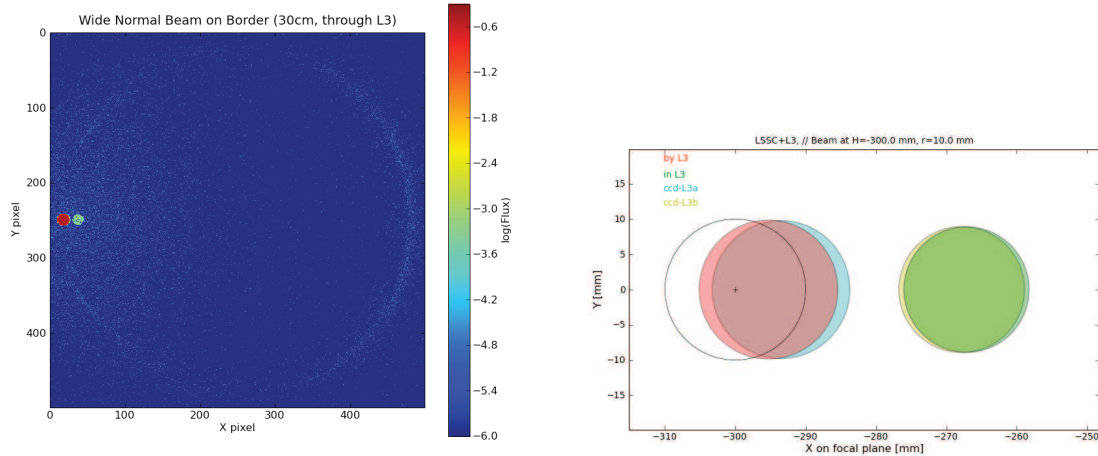 Wide Normal Beam on Border (30cm, through L3)
0
100
200
300
400
Y pixel
0 100 200 300 400
X pixel
−0.6
−1.2
−1.8
−2.4
−3.0
−3.6
−4.2
−4.8
−5.4
−6.0
log(Flux)
LSSC+L3, // Beam at H=-300.0 mm, r=10.0 mm
by L3
in L3
ccd-L3a
ccd-L3b
15
10
5
0
−5
−10
−15
Y [mm]
−310 −300 −290 −280 −270 −260 −250
X on focal plane [mm]